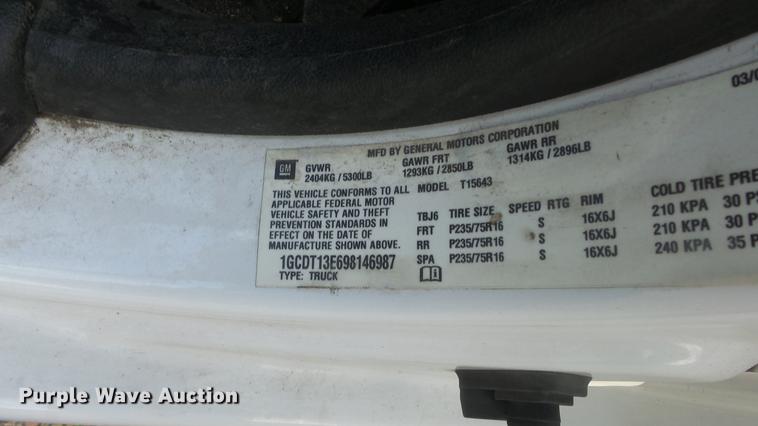 MFD BY GENERAL MOTORS CORPORATION 03/0
GM GVWR GAWR FRT GAWR RR
2404KG / 5300LB 1293KG / 2850LB 1314KG / 2896LB
THIS VEHICLE CONFORMS TO ALL MODEL T15643
APPLICABLE FEDERAL MOTOR
VEHICLE SAFETY AND THEFT
PREVENTION STANDARDS IN
EFFECT ON THE DATE OF
MANUFACTURE SHOWN ABOVE.
1GCDT13E698146987
TYPE: TRUCK
TBJ6 TIRE SIZE SPEED RTG RIM COLD TIRE PRE
FRT P235/75R16 S 16X6J 210 KPA 30 P
RR P235/75R16 S 16X6J 210 KPA 30 P
SPA P235/75R16 S 16X6J 240 KPA 35 P
Purple Wave Auction